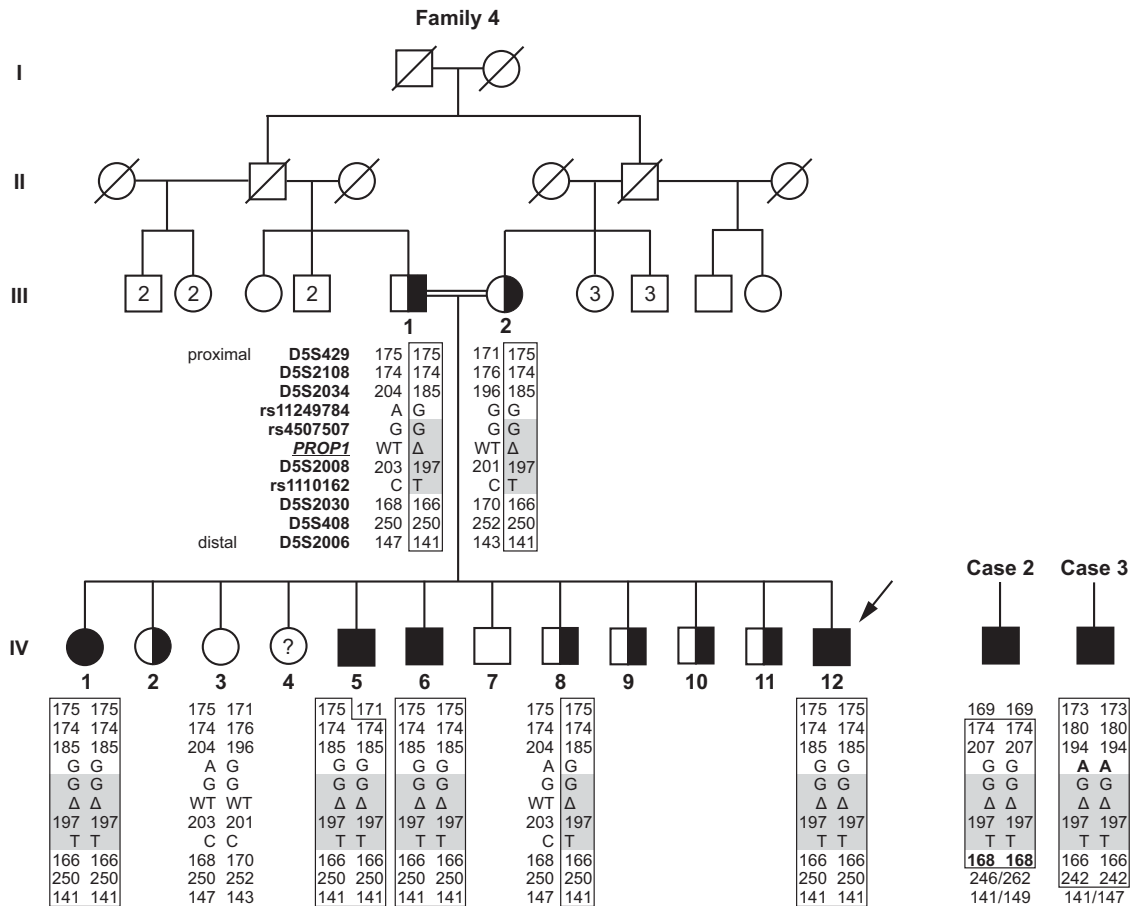 Family 4
I
II
III
2 2 2 3 3
1 2
proximal D5S429 175 175 171 175
D5S2108 174 174 176 174
D5S2034 204 185 196 185
rs11249784 A G G G
rs4507507 G G G G
PROP1 WT Δ WT Δ
D5S2008 203 197 201 197
rs1110162 C T C T
D5S2030 168 166 170 166
D5S408 250 250 252 250
distal D5S2006 147 141 143 141
Case 2 Case 3
IV ?
1 2 3 4 5 6 7 8 9 10 11 12
175 175 175 171 175 171 175 175 175 175 175 175 169 169 173 173
174 174 174 176 174 174 174 174 174 174 174 174 174 174 180 180
185 185 204 196 185 185 185 185 204 185 185 185 207 207 194 194
G G A G G G G G A G G G G G A A
G G G G G G G G G G G G G G G G
Δ Δ WT WT Δ Δ Δ Δ WT Δ Δ Δ Δ Δ Δ Δ
197 197 203 201 197 197 197 197 203 197 197 197 197 197 197 197
T T C C T T T T C T T T T T T T
166 166 168 170 166 166 166 166 168 166 166 166 168 168 166 166
250 250 250 252 250 250 250 250 250 250 250 250 246/262 242 242
141 141 147 143 141 141 141 141 147 141 141 141 141/149 141/147